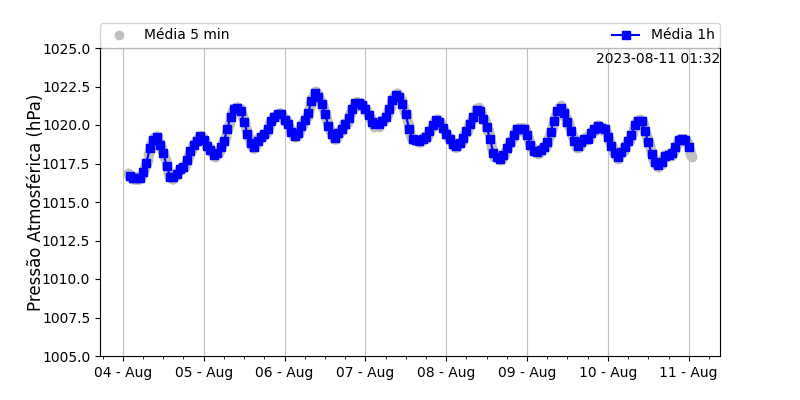 Média 5 min
Média 1h
2023-08-11 01:32
Pressão Atmosférica (hPa)
1025.0
1022.5
1020.0
1017.5
1015.0
1012.5
1010.0
1007.5
1005.0
04 - Aug
05 - Aug
06 - Aug
07 - Aug
08 - Aug
09 - Aug
10 - Aug
11 - Aug